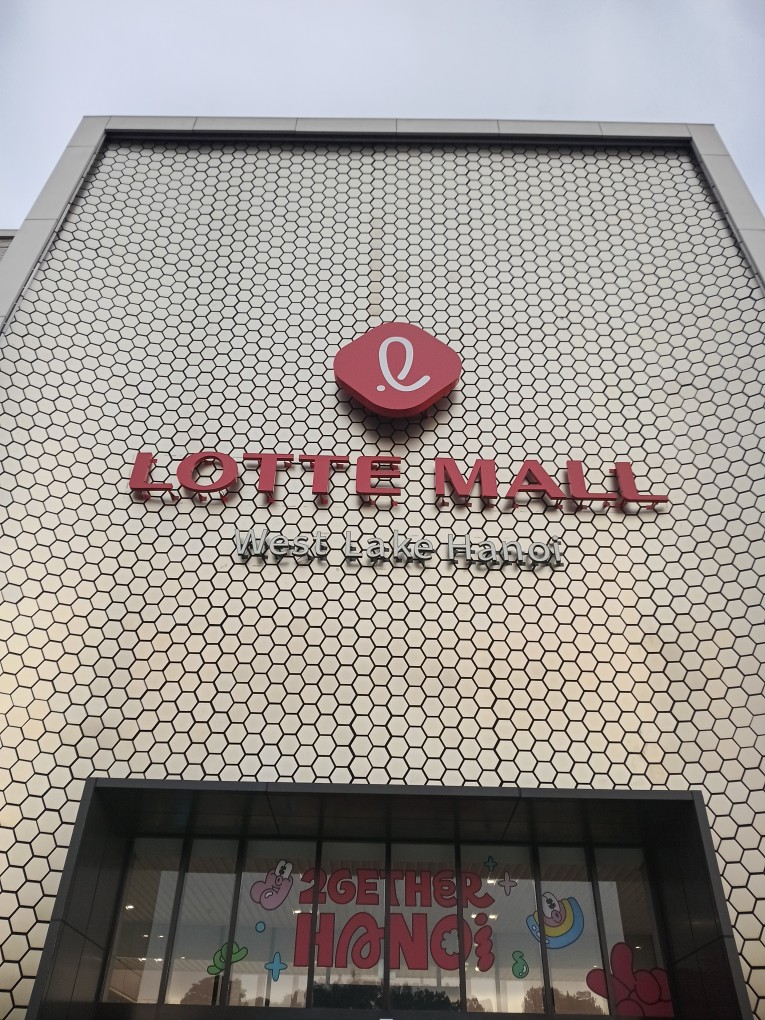 LOTTE MALL
West Lake Hanoi
2GETHER
HANOi